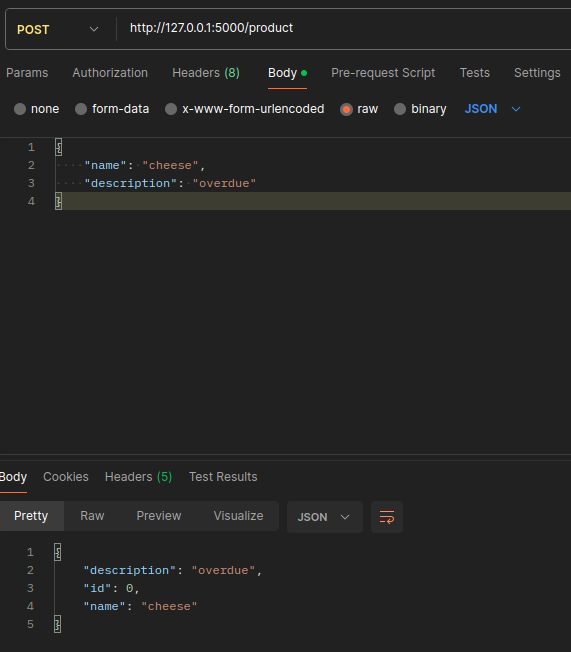 POST http://127.0.0.1:5000/product
Params Authorization Headers (8) Body Pre-request Script Tests Settings
none form-data x-www-form-urlencoded raw binary JSON
1 {
2 "name": "cheese",
3 "description": "overdue"
4 }
Body Cookies Headers (5) Test Results
Pretty Raw Preview Visualize JSON
1 {
2 "description": "overdue",
3 "id": 0,
4 "name": "cheese"
5 }